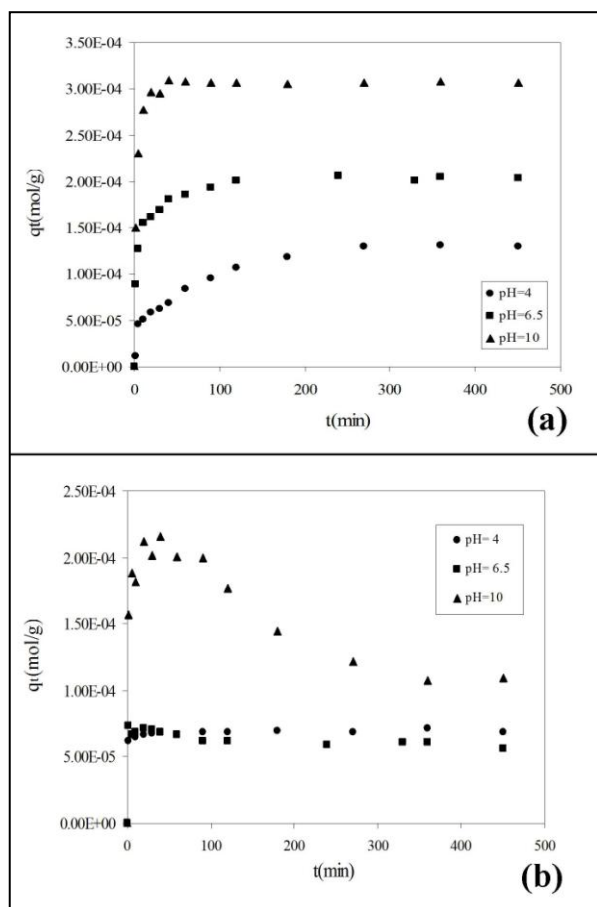 3.50E-04
3.00E-04
2.50E-04
2.00E-04
1.50E-04
1.00E-04
5.00E-05
0.00E+00
qt(mol/g)
pH=4
pH=6.5
pH=10
0 100 200 300 400 500
t(min)
(a)
2.50E-04
2.00E-04
1.50E-04
1.00E-04
5.00E-05
0.00E+00
qt(mol/g)
pH= 4
pH= 6.5
pH=10
0 100 200 300 400 500
t(min)
(b)